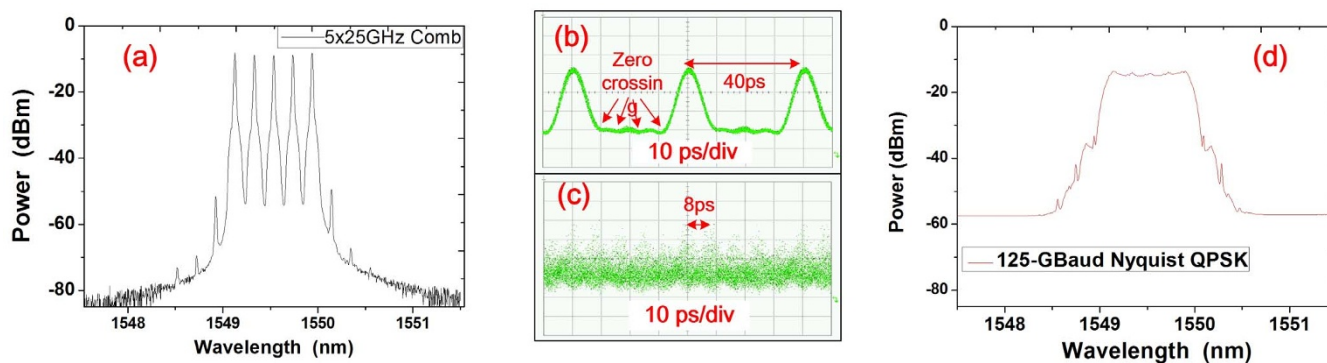 (a)
5x25GHz Comb
0
-20
-40
-60
-80
Power (dBm)
1548 1549 1550 1551
Wavelength (nm)
(b)
Zero
crossin
g
40ps
10 ps/div
(c)
8ps
10 ps/div
(d)
0
-20
-40
-60
-80
Power (dBm)
125-GBaud Nyquist QPSK
1548 1549 1550 1551
Wavelength (nm)